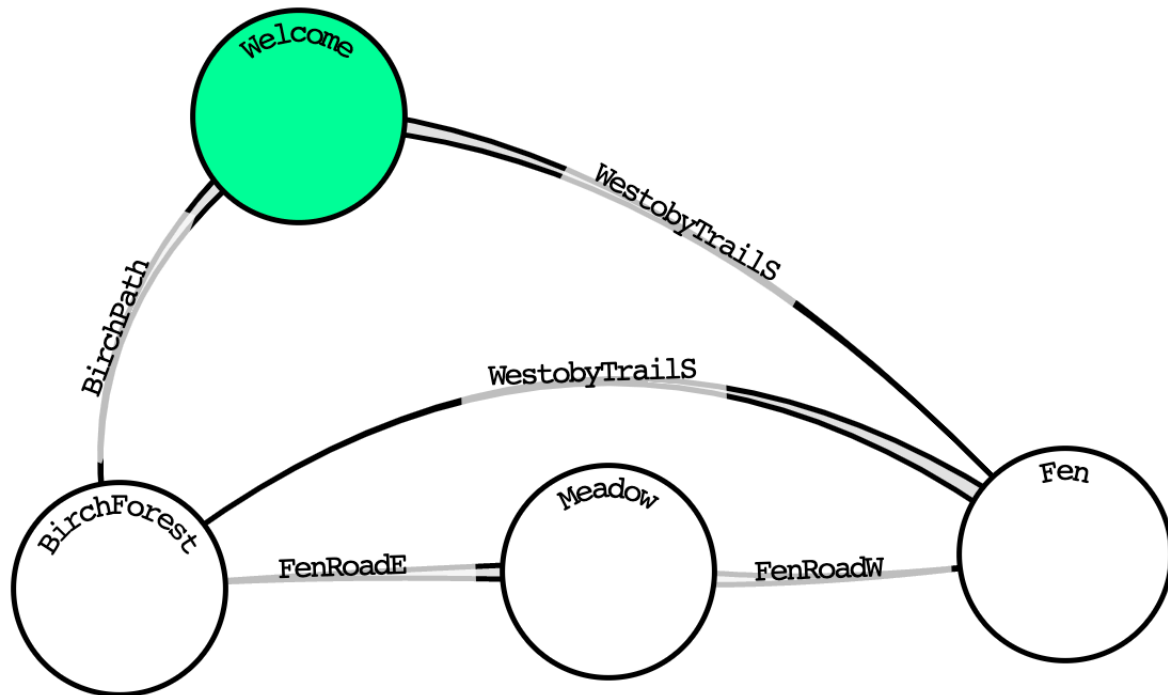 Welcome
WestobyTrailS
BirchPath
WestobyTrailS
BirchForest
FenRoadE
Meadow
FenRoadW
Fen